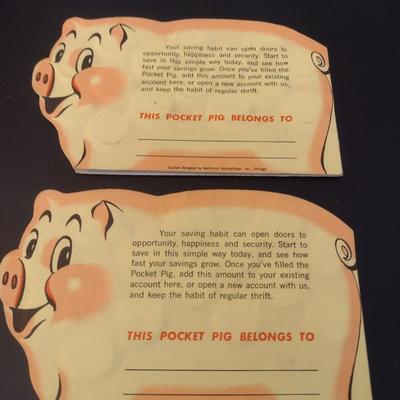 Your saving habit can open doors to
opportunity, happiness and security. Start to
save in this simple way today, and see how
fast your savings grow. Once you've filled the
Pocket Pig, add this amount to your existing
account here, or open a new account with us,
and keep the habit of regular thrift.
THIS POCKET PIG BELONGS TO
Your saving habit can open doors to
opportunity, happiness and security. Start to
save in this simple way today, and see how
fast your savings grow. Once you've filled the
Pocket Pig, add this amount to your existing
account here, or open a new account with us,
and keep the habit of regular thrift.
THIS POCKET PIG BELONGS TO